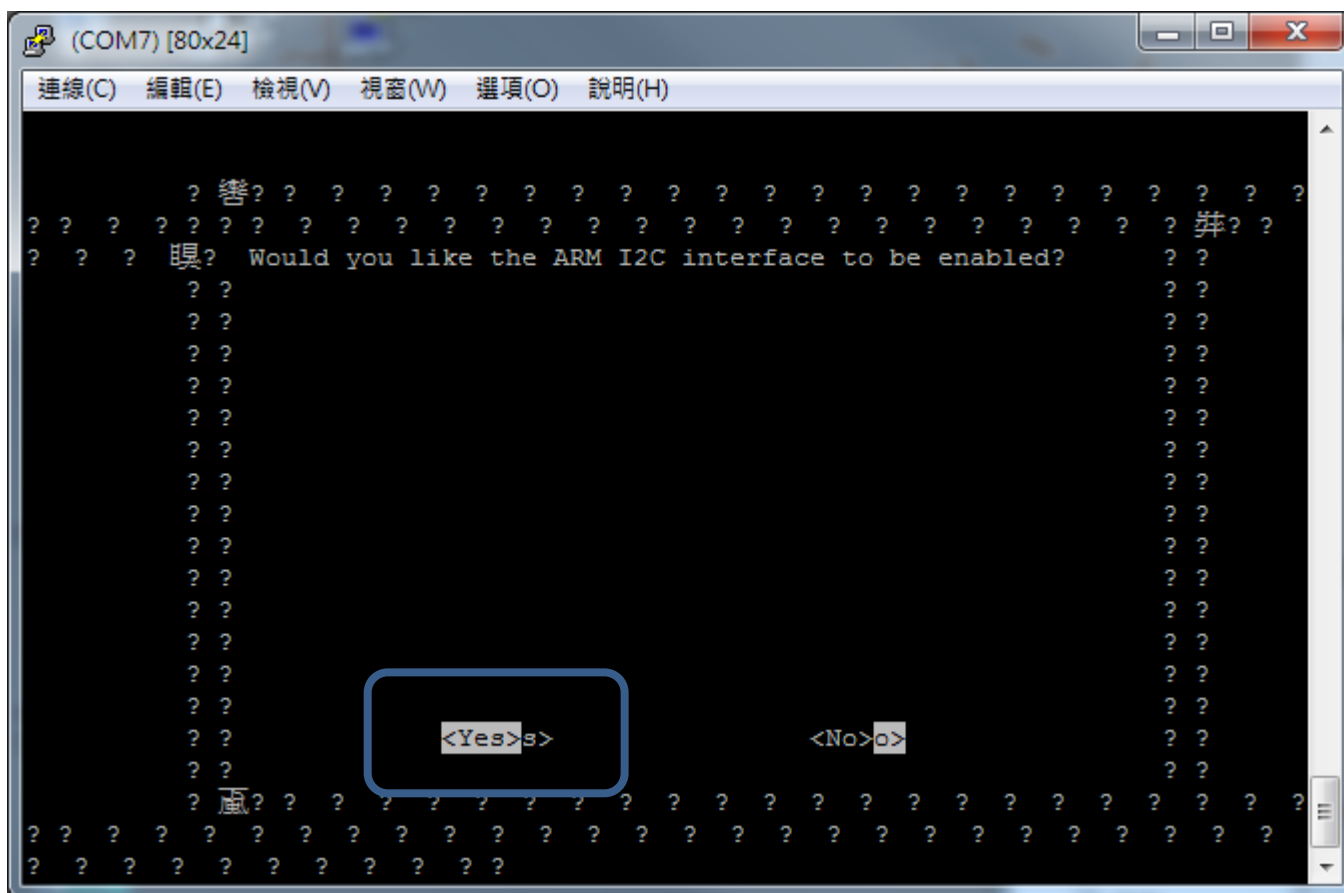 (COM7) [80x24]
連線(C) 編輯(E) 檢視(V) 視窗(W) 選項(O) 說明(H)
? ? ? ? ? ? ? ? ? ? ? ? ? ? ? ? ? ? ? ? ? ? ? ?
? ? ? ? ? ? ? ? ? ? ? ? ? ? ? ? ? ? ? ? ? ? ? ? ? ? ? ?
? ? ? ? Would you like the ARM I2C interface to be enabled? ? ?
? ? ? ?
? ? ? ?
? ? ? ?
? ? ? ?
? ? ? ?
? ? ? ?
? ? ? ?
? ? ? ?
? ? ? ?
? ? ? ?
? ? ? ?
? ? ? ?
? ? ? ?
? ? ? ?
? ? <Yes>s> <No>o> ? ?
? ? ? ?
? ? ? ? ? ? ? ? ? ? ? ? ? ? ? ? ? ? ? ? ? ? ? ?
? ? ? ? ? ? ? ? ? ? ? ? ? ? ? ? ? ? ? ? ? ? ? ? ? ? ?
? ? ? ? ? ? ? ? ? ? ?